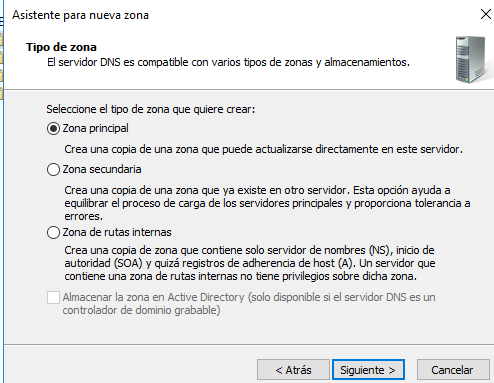 Asistente para nueva zona
Tipo de zona
El servidor DNS es compatible con varios tipos de zonas y almacenamientos.
Seleccione el tipo de zona que quiere crear:
Zona principal
Crea una copia de una zona que puede actualizarse directamente en este servidor.
Zona secundaria
Crea una copia de una zona que ya existe en otro servidor. Esta opción ayuda a
equilibrar el proceso de carga de los servidores principales y proporciona tolerancia a
errores.
Zona de rutas internas
Crea una copia de zona que contiene solo servidor de nombres (NS), inicio de
autoridad (SOA) y quizá registros de adherencia de host (A). Un servidor que
contiene una zona de rutas internas no tiene privilegios sobre dicha zona.
Almacenar la zona en Active Directory (solo disponible si el servidor DNS es un
controlador de dominio grabable)
< Atrás
Siguiente >
Cancelar